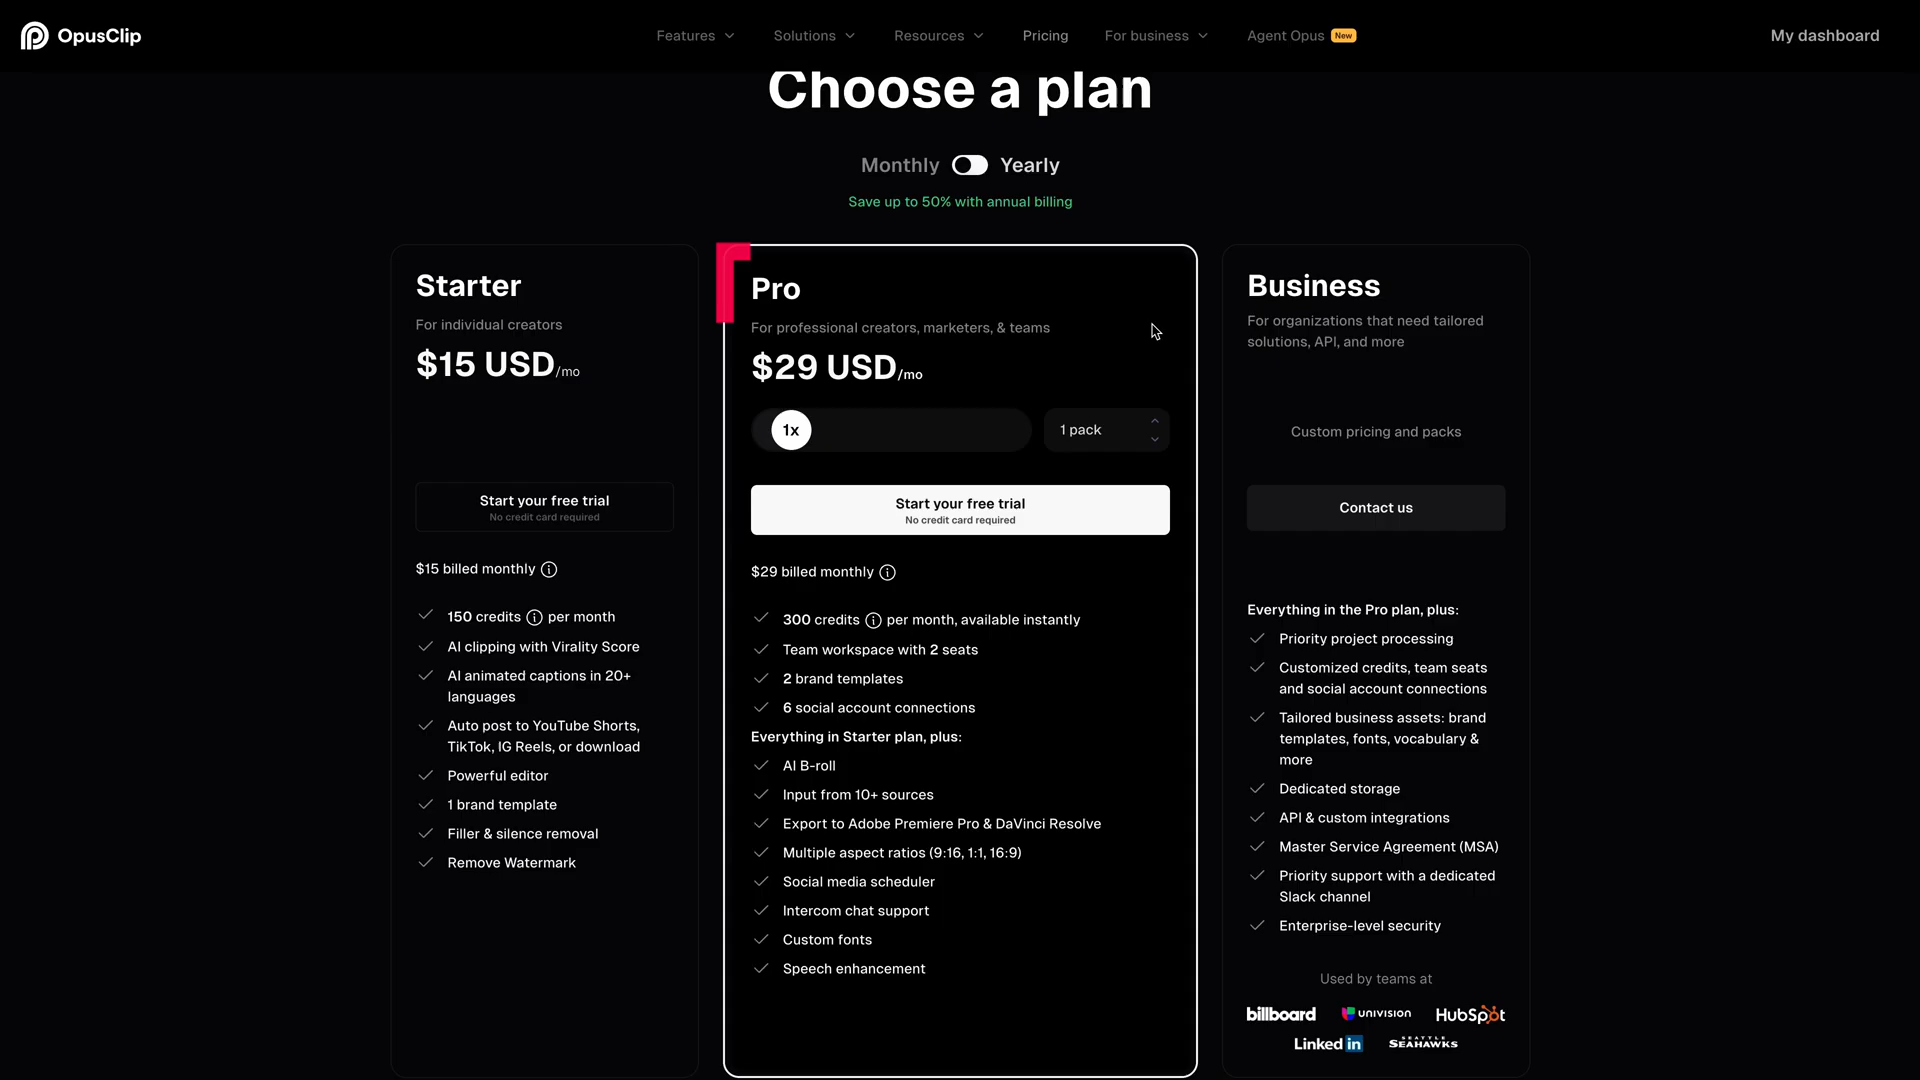 OpusClip
Features
Solutions
Resources
Pricing
For business
Agent Opus New
My dashboard
Choose a plan
Monthly
Yearly
Save up to 50% with annual billing
Starter
For individual creators
$15 USD/mo
Start your free trial
No credit card required
$15 billed monthly
150 credits per month
AI clipping with Virality Score
AI animated captions in 20+
languages
Auto post to YouTube Shorts,
TikTok, IG Reels, or download
Powerful editor
1 brand template
Filler & silence removal
Remove Watermark
Pro
For professional creators, marketers, & teams
$29 USD/mo
1x
1 pack
Start your free trial
No credit card required
$29 billed monthly
300 credits per month, available instantly
Team workspace with 2 seats
2 brand templates
6 social account connections
Everything in Starter plan, plus:
AI B-roll
Input from 10+ sources
Export to Adobe Premiere Pro & DaVinci Resolve
Multiple aspect ratios (9:16, 1:1, 16:9)
Social media scheduler
Intercom chat support
Custom fonts
Speech enhancement
Business
For organizations that need tailored
solutions, API, and more
Custom pricing and packs
Contact us
Everything in the Pro plan, plus:
Priority project processing
Customized credits, team seats
and social account connections
Tailored business assets: brand
templates, fonts, vocabulary &
more
Dedicated storage
API & custom integrations
Master Service Agreement (MSA)
Priority support with a dedicated
Slack channel
Enterprise-level security
Used by teams at
billboard
UNIVISION
HubSpot
LinkedIn
SEATTLE
SEAHAWKS